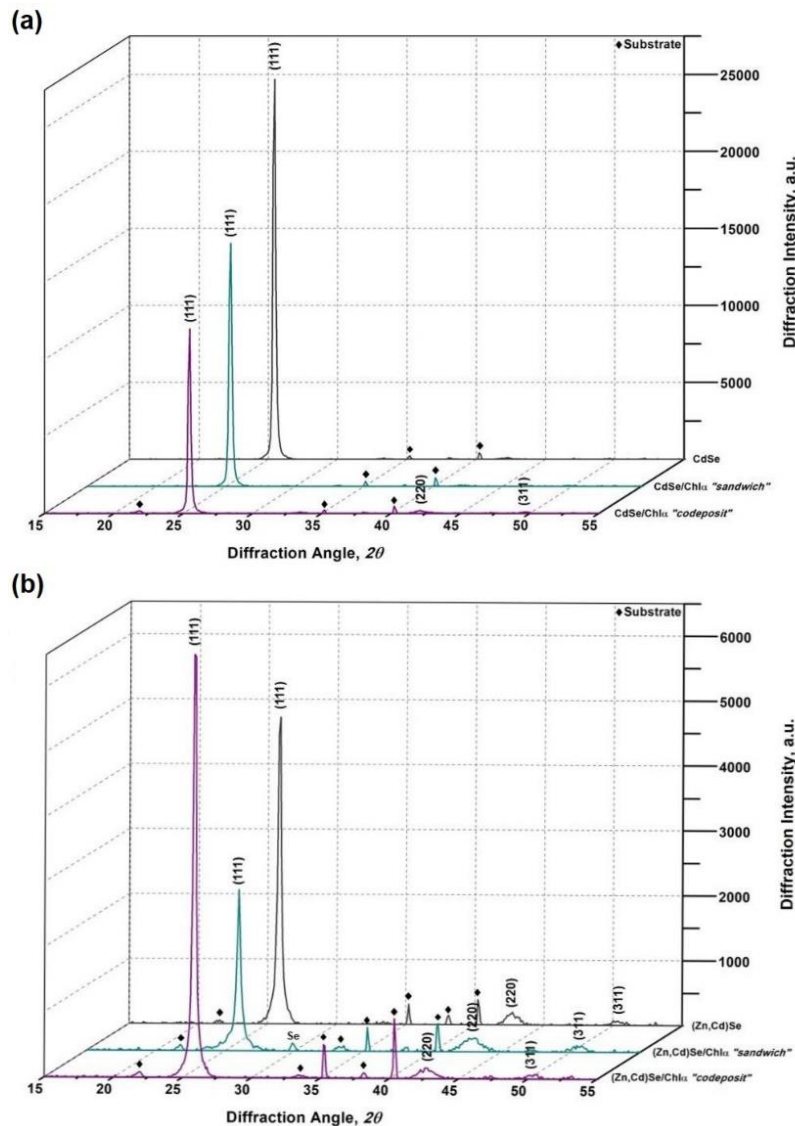 (a)
◆Substrate
(111)
25000
20000
(111)
15000
(111)
10000
5000
CdSe
CdSe/Chlα "sandwich"
(220)
(311)
CdSe/Chlα "codeposit"
15 20 25 30 35 40 45 50 55
Diffraction Angle, 2θ
Diffraction Intensity, a.u.
(b)
◆Substrate
(111)
6000
(111)
5000
4000
3000
(111)
2000
1000
(220)
(311)
(Zn,Cd)Se
Se
(220)
(311)
(Zn,Cd)Se/Chlα "sandwich"
(220)
(311)
(Zn,Cd)Se/Chlα "codeposit"
15 20 25 30 35 40 45 50 55
Diffraction Angle, 2θ
Diffraction Intensity, a.u.